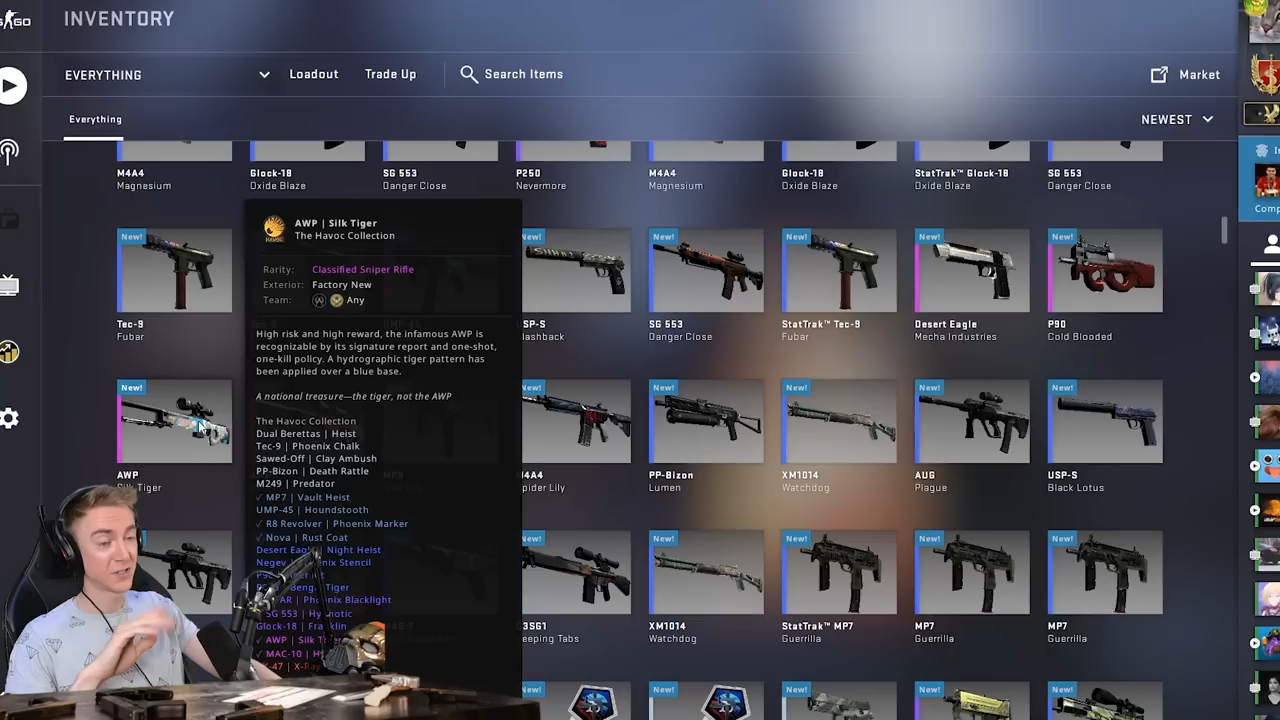 INVENTORY
EVERYTHING
Loadout
Trade Up
Search Items
Market
Everything
NEWEST
M4A4
Magnesium
Glock-18
Oxide Blaze
SG 553
Danger Close
P250
Nevermore
M4A4
Magnesium
Glock-18
Oxide Blaze
StatTrak™ Glock-18
Oxide Blaze
SG 553
Danger Close
AWP | Silk Tiger
The Havoc Collection
Rarity: Classified Sniper Rifle
Exterior: Factory New
Team: Any
High risk and high reward, the infamous AWP is
recognizable by its signature report and one-shot,
one-kill policy. A hydrographic tiger pattern has
been applied over a blue base.
A national treasure—the tiger, not the AWP
The Havoc Collection
Dual Berettas | Heist
Tec-9 | Phoenix Chalk
Sawed-Off | Clay Ambush
PP-Bizon | Death Rattle
M249 | Predator
✓ MP7 | Vault Heist
UMP-45 | Houndstooth
✓ R8 Revolver | Phoenix Marker
✓ Nova | Rust Coat
Desert Eagle | Night Heist
Negev | Phoenix Stencil
Glock-18 | Franklin
New!
Tec-9
Fubar
New!
SG 553
Danger Close
New!
StatTrak™ Tec-9
Fubar
New!
Desert Eagle
Mecha Industries
New!
P90
Cold Blooded
New!
AWP
Silk Tiger
New!
PP-Bizon
Lumen
New!
XM1014
Watchdog
New!
AUG
Plague
New!
USP-S
Black Lotus
New!
XM1014
Watchdog
New!
StatTrak™ MP7
Guerrilla
New!
MP7
Guerrilla
New!
MP7
Guerrilla
New!
New!
New!
New!
New!